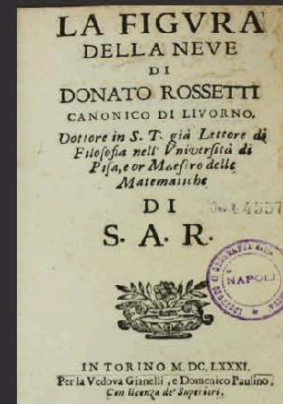 LA FIGVRA
DELLA NEVE
DI
DONATO ROSSETTI
CANONICO DI LIVORNO,
Dottore in S. T. già Lettore di
Filosofia nell' Vniversità di
Pisa, e or Maestro delle
Matematiche
DI
S. A. R.
NAPOLI
IN TORINO M. DC. LXXXI.
Per la Vedova Gianelli, e Domenico Paulino,
Con licenza de' Superiori.